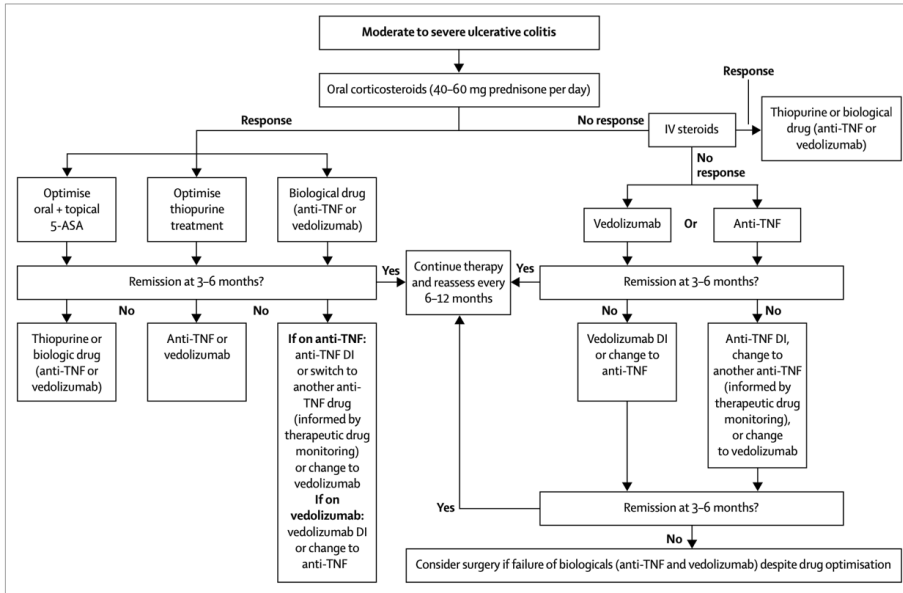 Moderate to severe ulcerative colitis
Oral corticosteroids (40–60 mg prednisone per day)
Response
No response
IV steroids
Response
Thiopurine or biological
drug (anti-TNF or
vedolizumab)
No
response
Optimise
oral + topical
5-ASA
Optimise
thiopurine
treatment
Biological drug
(anti-TNF or
vedolizumab)
Vedolizumab
Or
Anti-TNF
Remission at 3–6 months?
Yes
Continue therapy
and reassess every
6–12 months
Yes
Remission at 3–6 months?
No
No
No
No
Thiopurine or
biologic drug
(anti-TNF or
vedolizumab)
Anti-TNF or
vedolizumab
If on anti-TNF:
anti-TNF DI
or switch to
another anti-
TNF drug
(informed by
therapeutic drug
monitoring)
or change to
vedolizumab
If on
vedolizumab:
vedolizumab DI
or change to
anti-TNF
Vedolizumab DI
or change to
anti-TNF
Anti-TNF DI,
change to
another anti-TNF
(informed by
therapeutic drug
monitoring),
or change
to vedolizumab
Yes
Remission at 3–6 months?
No
Consider surgery if failure of biologicals (anti-TNF and vedolizumab) despite drug optimisation